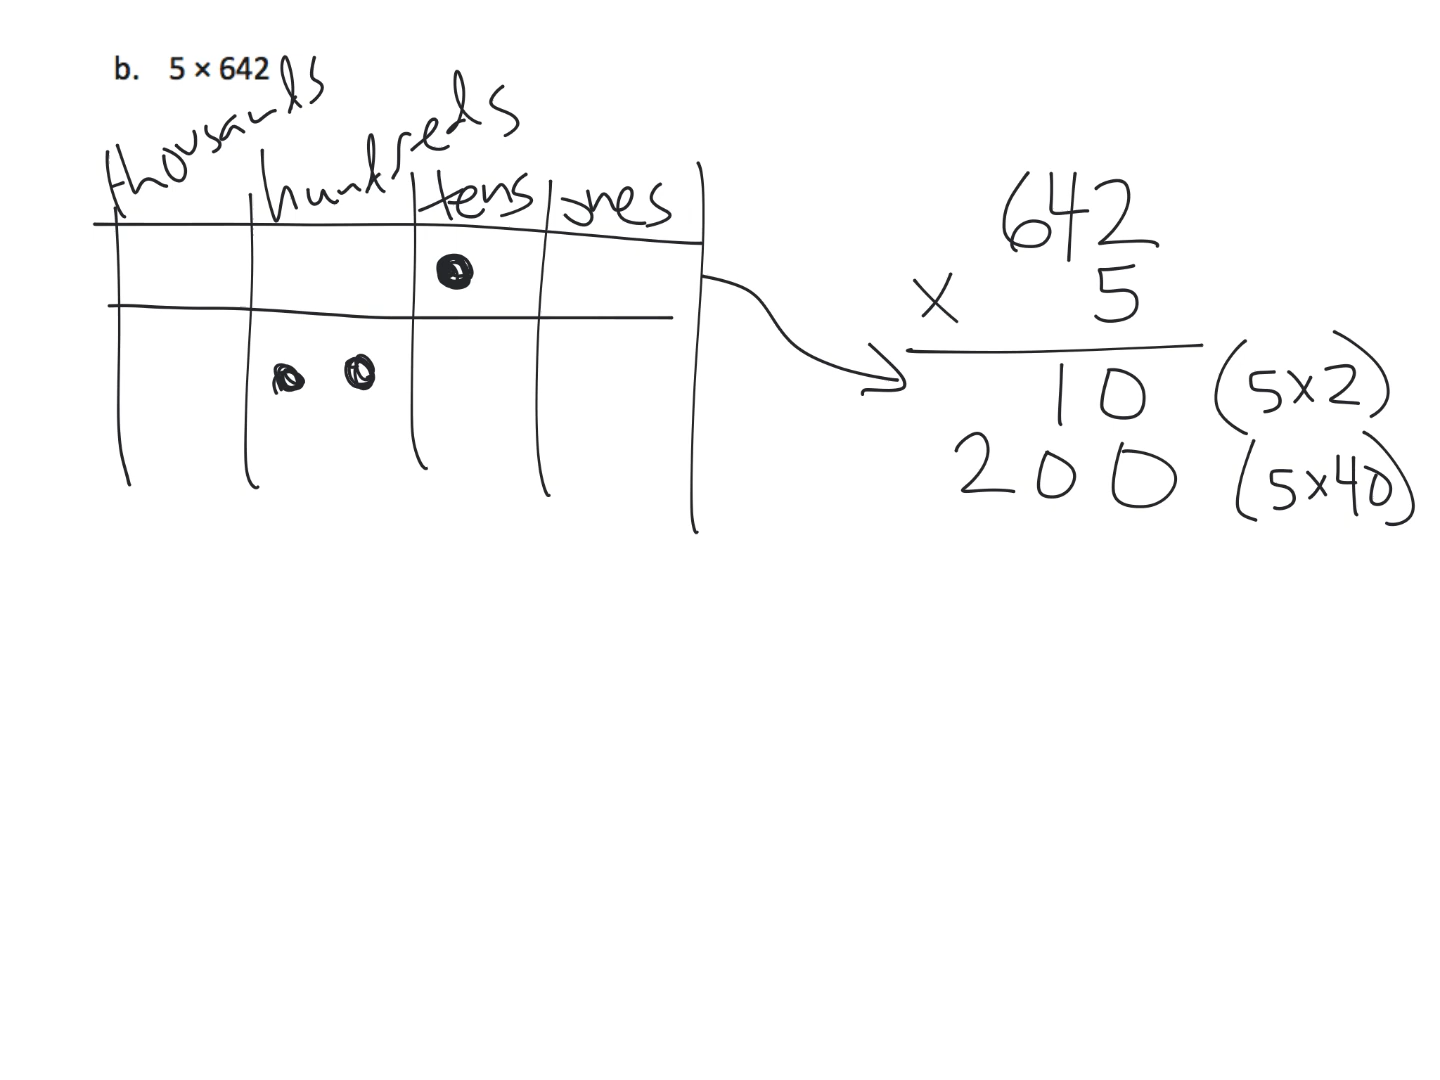 b. 5 × 642
thousands hundreds tens ones
642
× 5
10 (5×2)
200 (5×40)